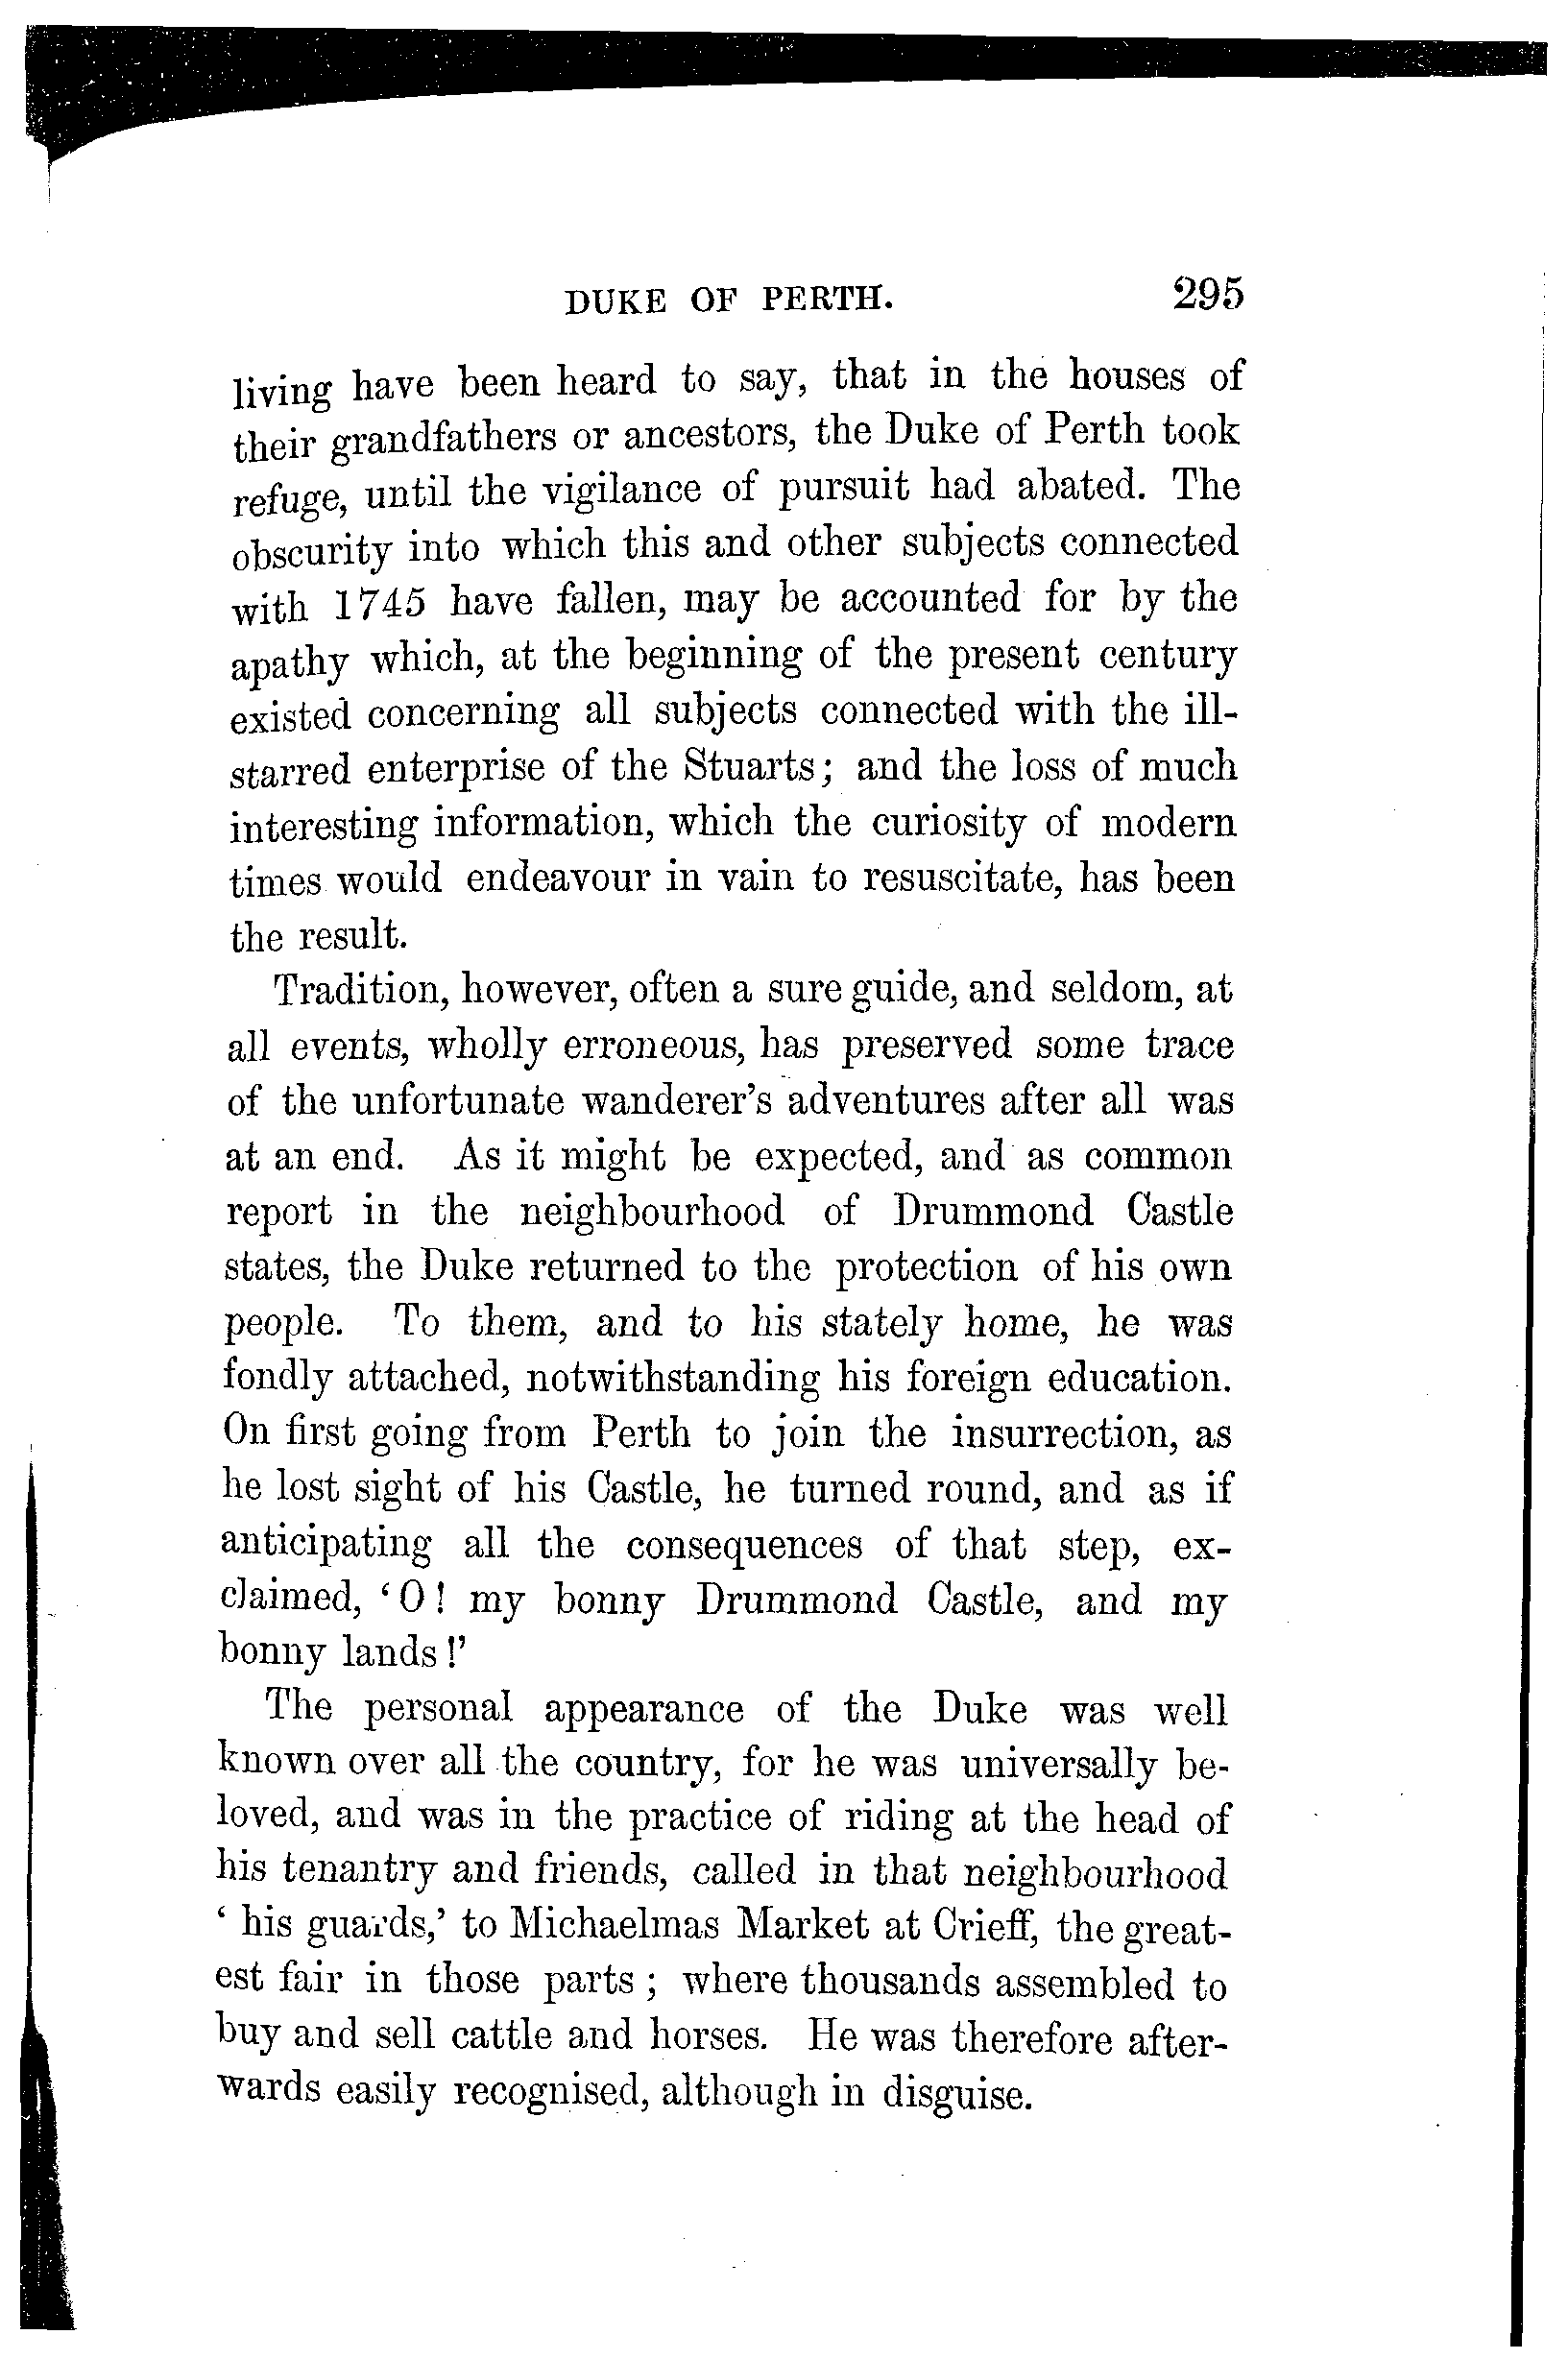 DUKE OF PERTH. 295
living have been heard to say, that in the houses of
their grandfathers or ancestors, the Duke of Perth took
refuge, until the vigilance of pursuit had abated. The
obscurity into which this and other subjects connected
with 1745 have fallen, may be accounted for by the
apathy which, at the beginning of the present century
existed concerning all subjects connected with the ill-
starred enterprise of the Stuarts; and the loss of much
interesting information, which the curiosity of modern
times would endeavour in vain to resuscitate, has been
the result.
Tradition, however, often a sure guide, and seldom, at
all events, wholly erroneous, has preserved some trace
of the unfortunate wanderer's adventures after all was
at an end. As it might be expected, and as common
report in the neighbourhood of Drummond Castle
states, the Duke returned to the protection of his own
people. To them, and to his stately home, he was
fondly attached, notwithstanding his foreign education.
On first going from Perth to join the insurrection, as
he lost sight of his Castle, he turned round, and as if
anticipating all the consequences of that step, ex-
claimed, 'O! my bonny Drummond Castle, and my
bonny lands!'
The personal appearance of the Duke was well
known over all the country, for he was universally be-
loved, and was in the practice of riding at the head of
his tenantry and friends, called in that neighbourhood
'his guards,' to Michaelmas Market at Crieff, the great-
est fair in those parts; where thousands assembled to
buy and sell cattle and horses. He was therefore after-
wards easily recognised, although in disguise.